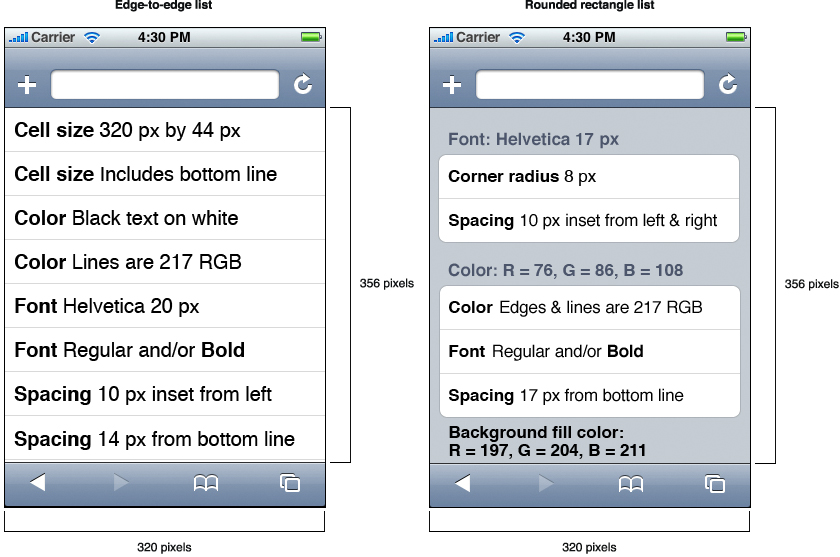 Edge-to-edge list
Carrier 4:30 PM
Cell size 320 px by 44 px
Cell size Includes bottom line
Color Black text on white
Color Lines are 217 RGB
Font Helvetica 20 px
Font Regular and/or Bold
Spacing 10 px inset from left
Spacing 14 px from bottom line
356 pixels
320 pixels
Rounded rectangle list
Carrier 4:30 PM
Font: Helvetica 17 px
Corner radius 8 px
Spacing 10 px inset from left & right
Color: R = 76, G = 86, B = 108
Color Edges & lines are 217 RGB
Font Regular and/or Bold
Spacing 17 px from bottom line
Background fill color:
R = 197, G = 204, B = 211
356 pixels
320 pixels